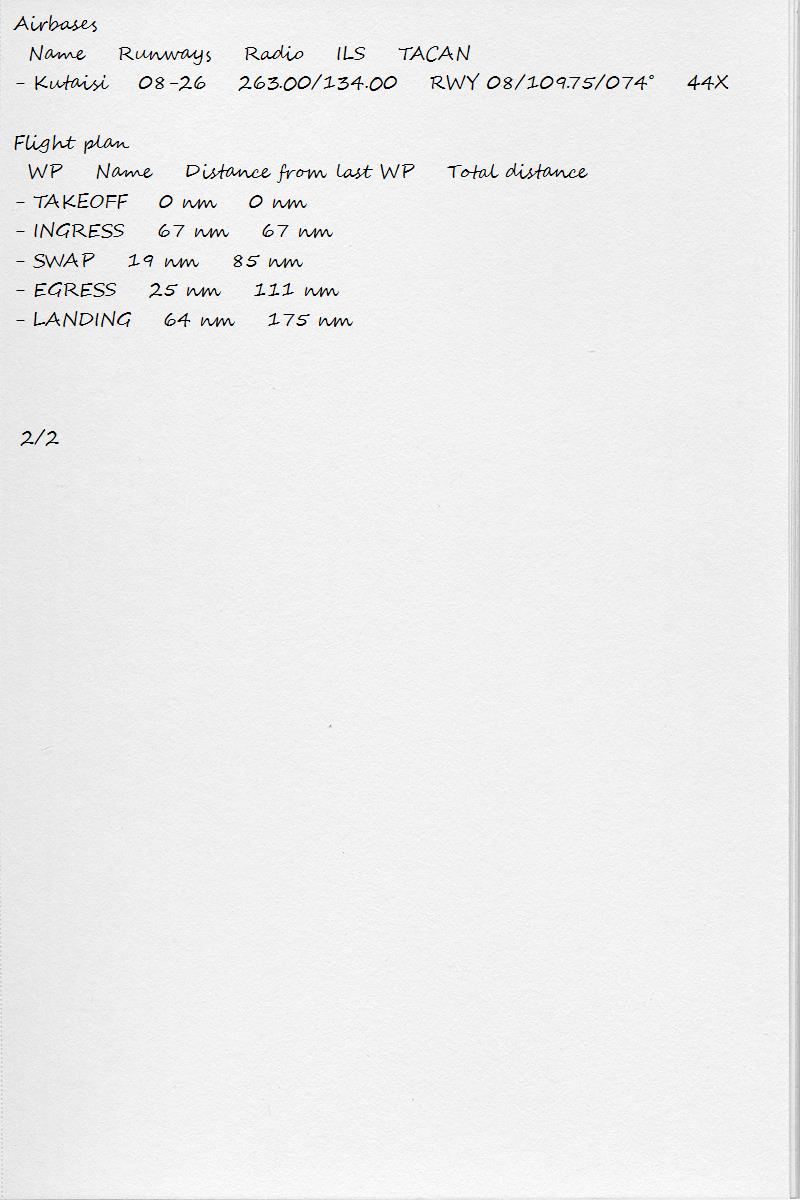 Airbases
Name Runways Radio ILS TACAN
- Kutaisi 08-26 263.00/134.00 RWY 08/109.75/074° 44X
Flight plan
WP Name Distance from last WP Total distance
- TAKEOFF 0 nm 0 nm
- INGRESS 67 nm 67 nm
- SWAP 19 nm 85 nm
- EGRESS 25 nm 111 nm
- LANDING 64 nm 175 nm
2/2